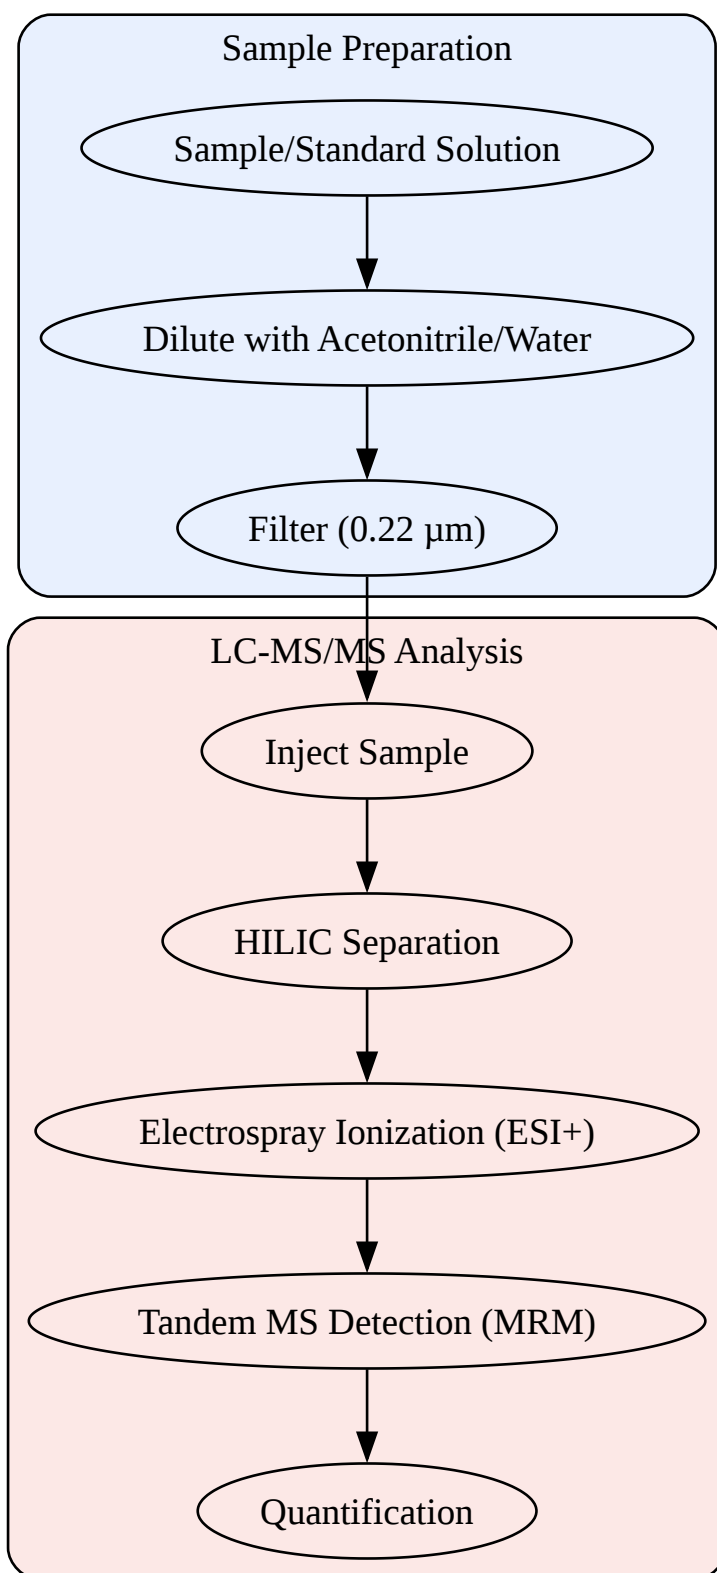 Sample Preparation
Sample/Standard Solution
Dilute with Acetonitrile/Water
Filter (0.22 µm)
LC-MS/MS Analysis
Inject Sample
HILIC Separation
Electrospray Ionization (ESI+)
Tandem MS Detection (MRM)
Quantification